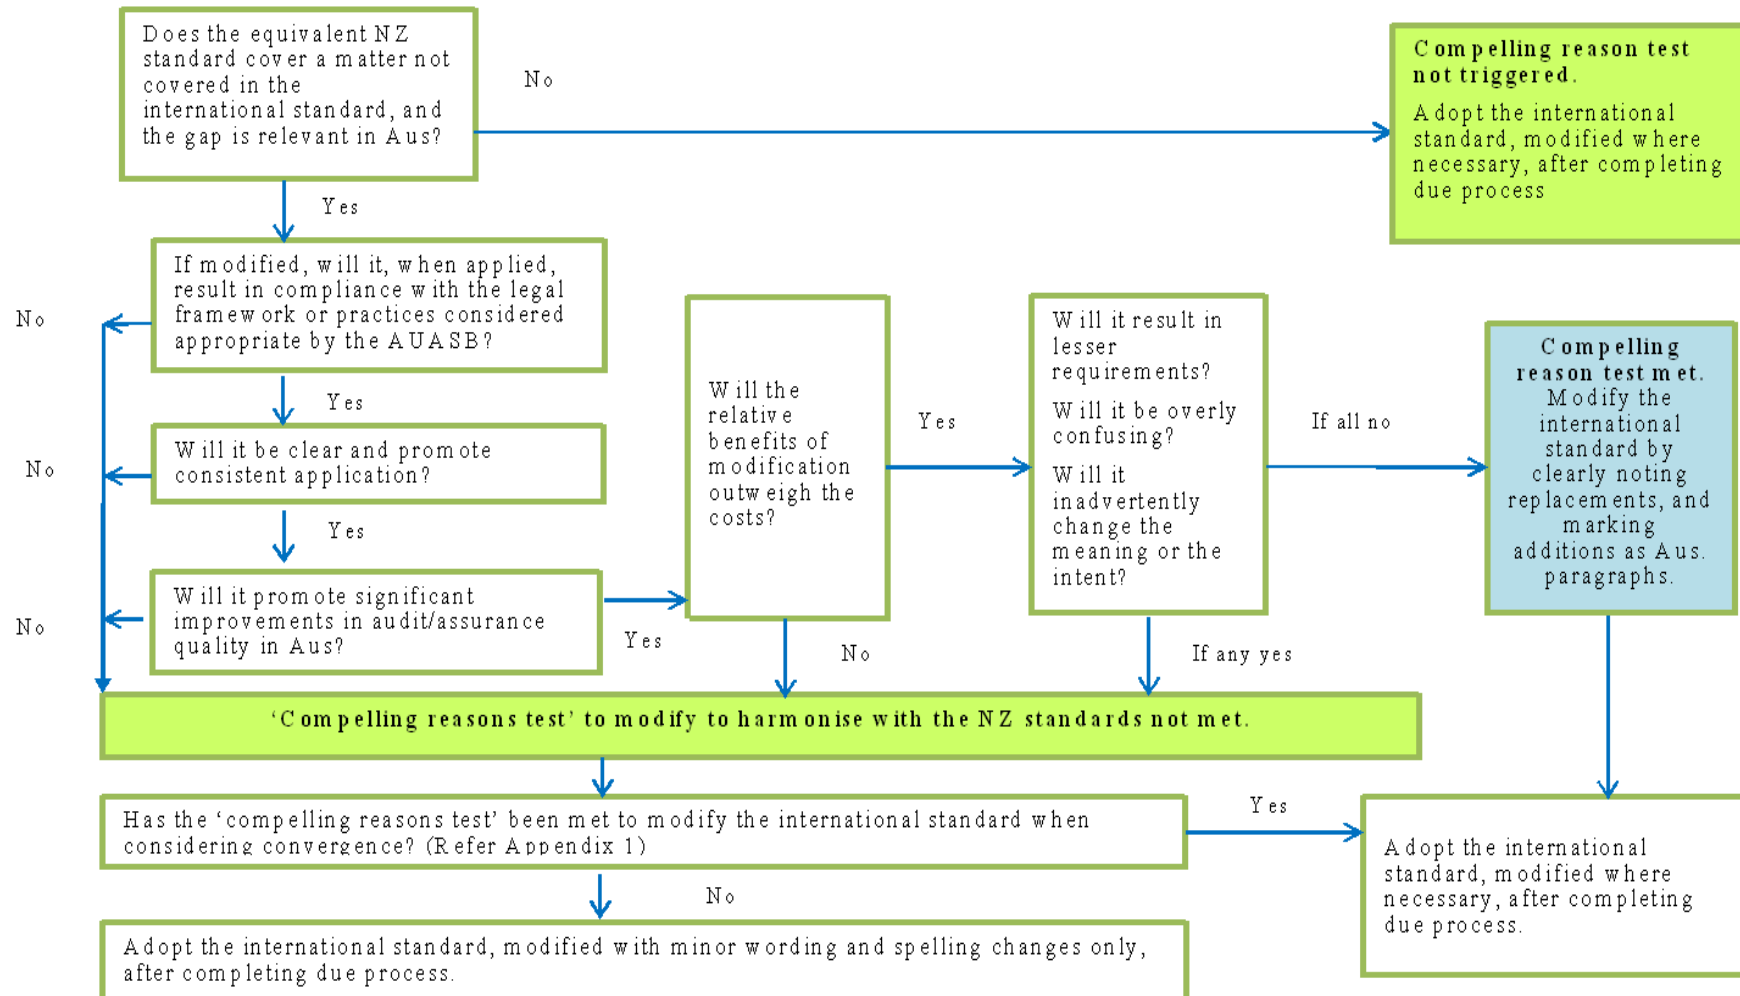 Does the equivalent NZ
standard cover a matter not
covered in the
international standard, and
the gap is relevant in Aus?
No
Compelling reason test
not triggered.
Adopt the international
standard, modified where
necessary, after completing
due process
Yes
If modified, will it, when applied,
result in compliance with the legal
framework or practices considered
appropriate by the AUASB?
No
Yes
Will it be clear and promote
consistent application?
No
Yes
Will it promote significant
improvements in audit/assurance
quality in Aus?
No
Yes
Will the
relative
benefits of
modification
outweigh the
costs?
Yes
No
Will it result in
lesser
requirements?
Will it be overly
confusing?
Will it
inadvertently
change the
meaning or the
intent?
If all no
If any yes
Compelling
reason test met.
Modify the
international
standard by
clearly noting
replacements, and
marking
additions as Aus.
paragraphs.
‘Compelling reasons test’ to modify to harmonise with the NZ standards not met.
Has the ‘compelling reasons test’ been met to modify the international standard when
considering convergence? (Refer Appendix 1)
Yes
No
Adopt the international
standard, modified where
necessary, after completing
due process.
Adopt the international standard, modified with minor wording and spelling changes only,
after completing due process.